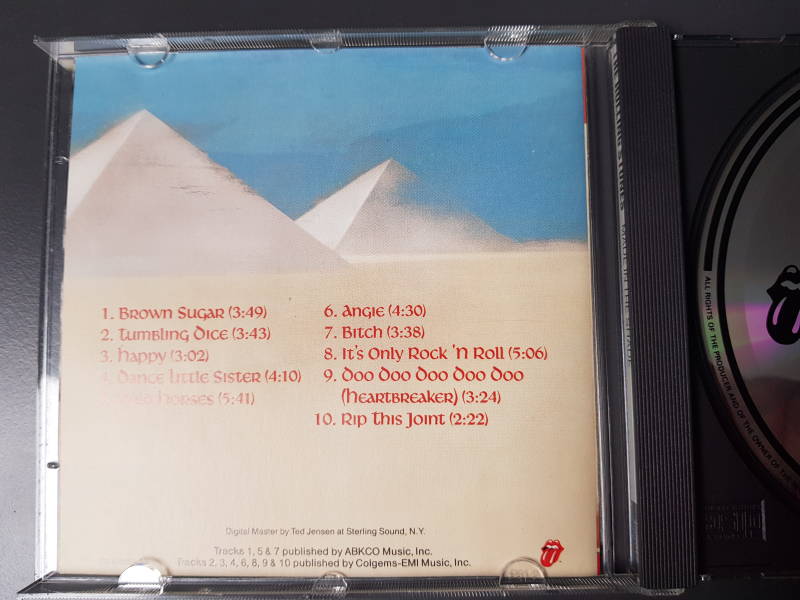 1. Brown Sugar (3:49)
2. Tumbling Dice (3:43)
3. Happy (3:02)
4. Dance Little Sister (4:10)
Horses (5:41)
6. Angie (4:30)
7. Bitch (3:38)
8. It's Only Rock 'N Roll (5:06)
9. Doo Doo Doo Doo Doo
(Heartbreaker) (3:24)
10. Rip This Joint (2:22)
Digital Master by Ted Jensen at Sterling Sound, N.Y.
Tracks 1, 5 & 7 published by ABKCO Music, Inc.
Tracks 2, 3, 4, 6, 8, 9 & 10 published by Colgems-EMI Music, Inc.
ALL RIGHTS OF THE PRODUCER AND OF THE OWNER OF THE